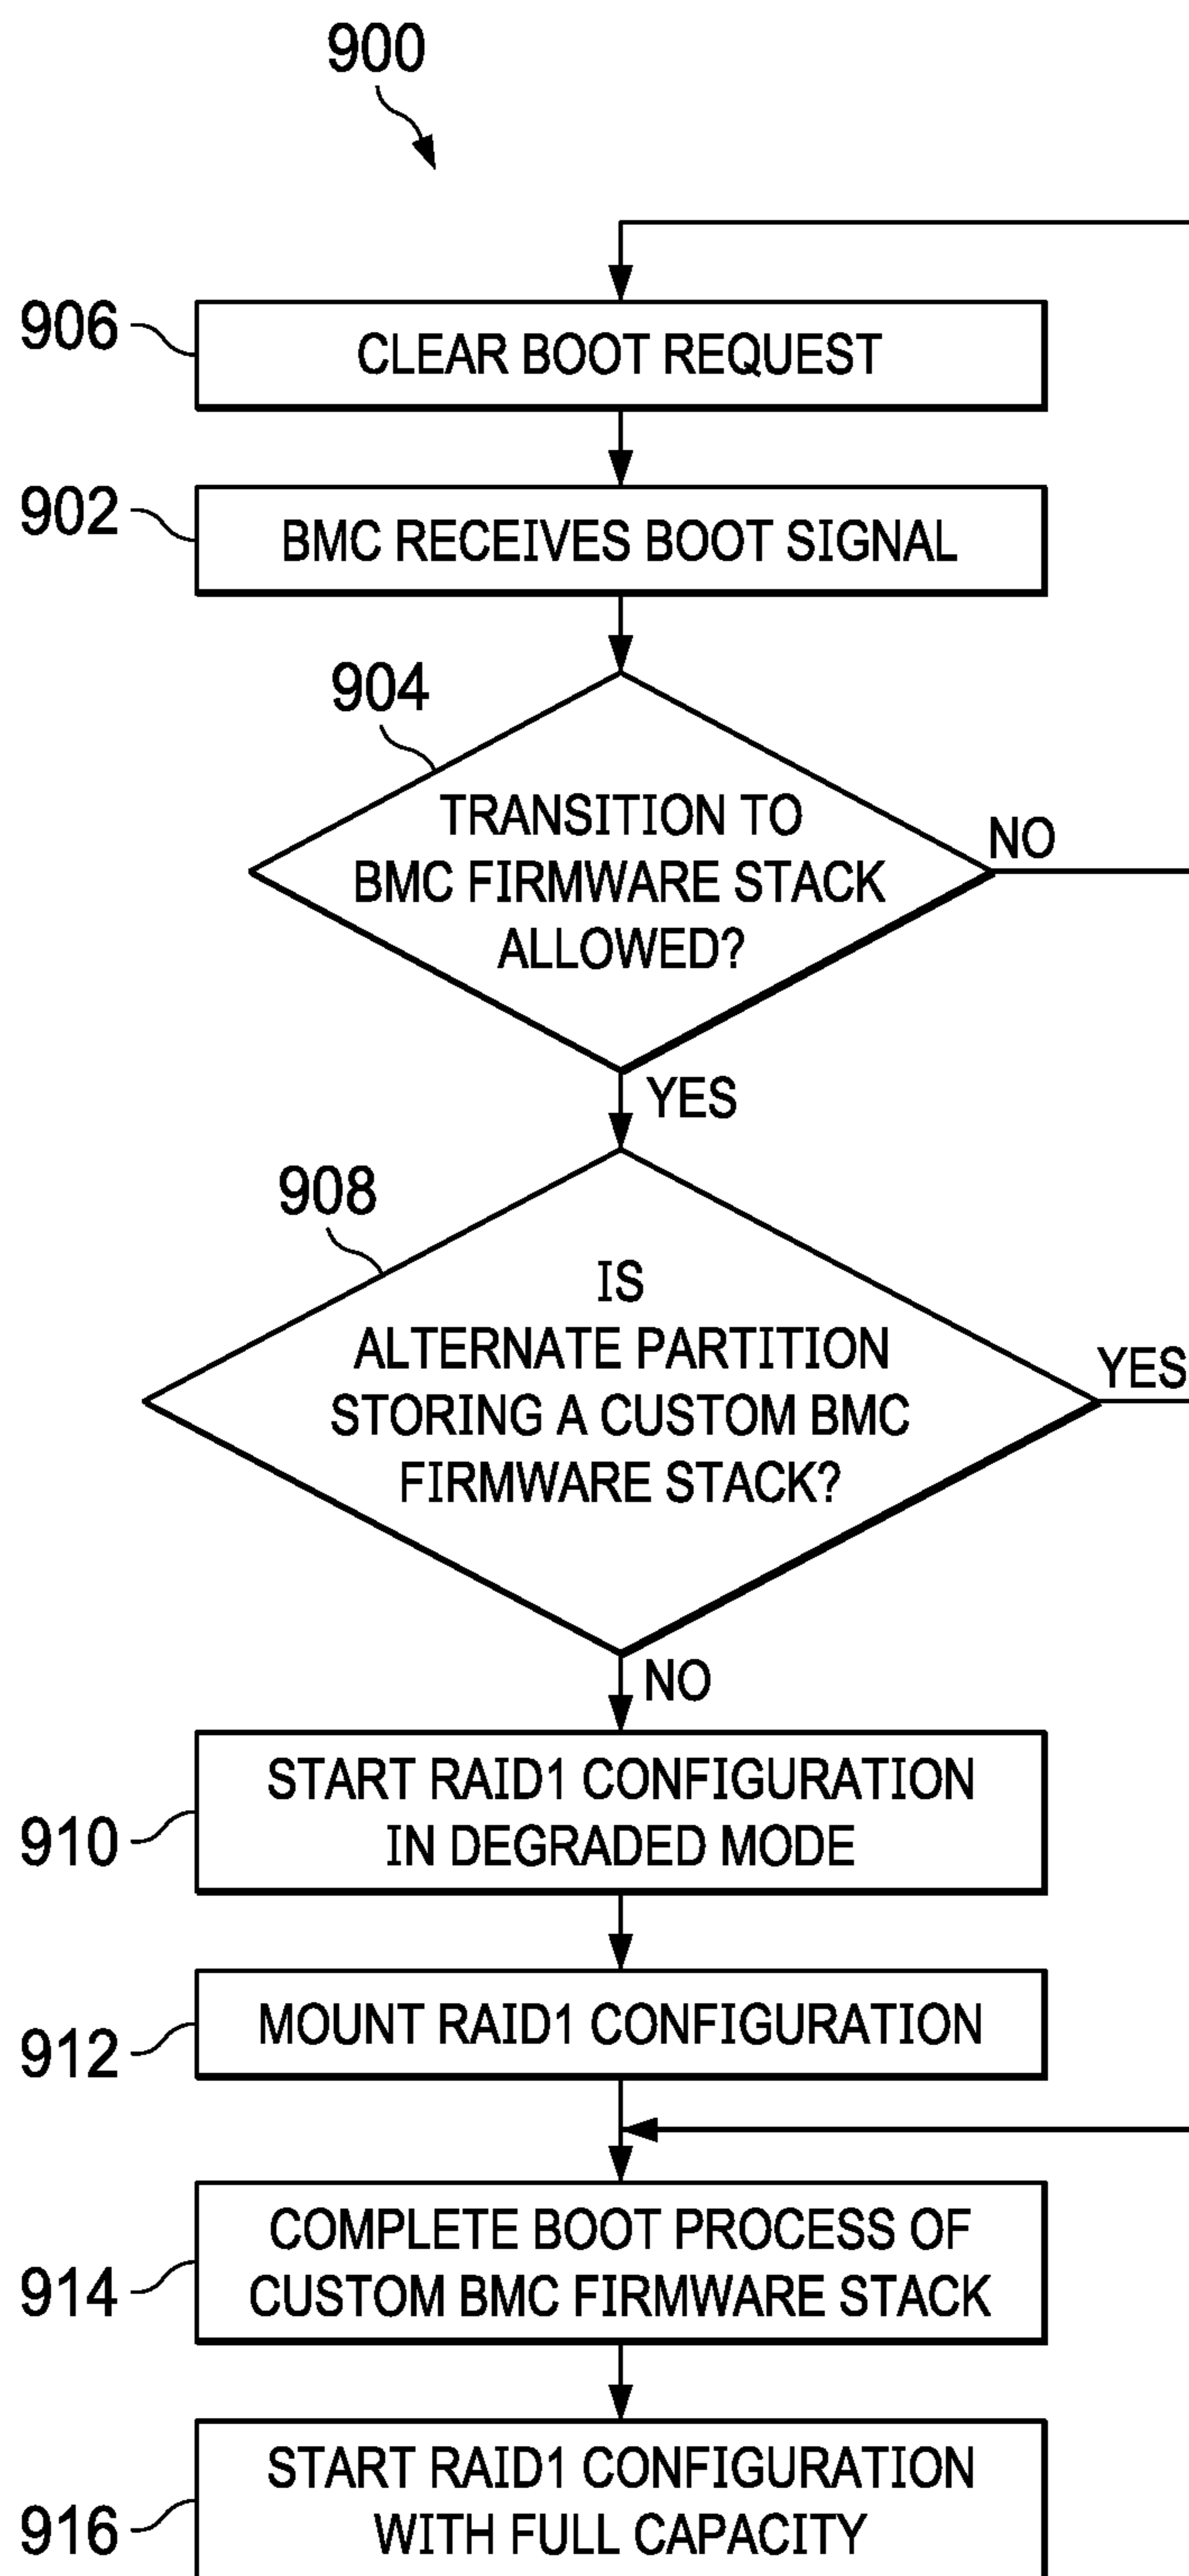 900
906
CLEAR BOOT REQUEST
902
BMC RECEIVES BOOT SIGNAL
904
TRANSITION TO
BMC FIRMWARE STACK
ALLOWED?
NO
YES
908
IS
ALTERNATE PARTITION
STORING A CUSTOM BMC
FIRMWARE STACK?
YES
NO
910
START RAID1 CONFIGURATION
IN DEGRADED MODE
912
MOUNT RAID1 CONFIGURATION
914
COMPLETE BOOT PROCESS OF
CUSTOM BMC FIRMWARE STACK
916
START RAID1 CONFIGURATION
WITH FULL CAPACITY